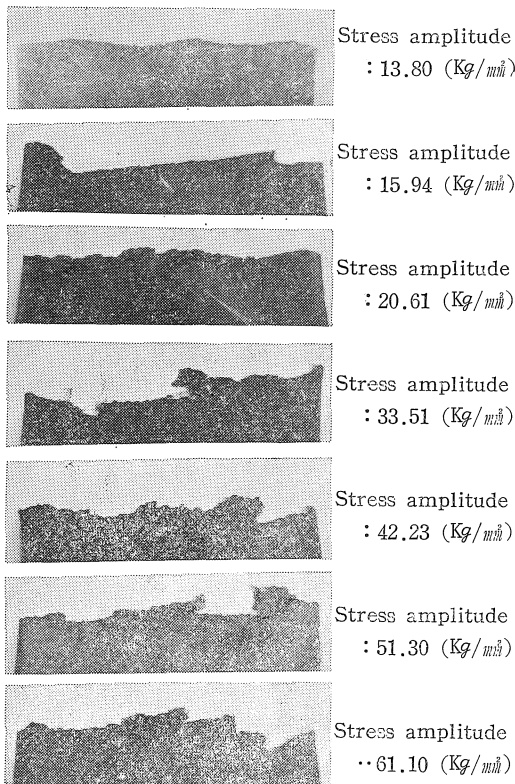 Stress amplitude
: 13.80 (Kg/㎟)
Stress amplitude
: 15.94 (Kg/㎟)
Stress amplitude
: 20.61 (Kg/㎟)
Stress amplitude
: 33.51 (Kg/㎟)
Stress amplitude
: 42.23 (Kg/㎟)
Stress amplitude
: 51.30 (Kg/㎟)
Stress amplitude
: 61.10 (Kg/㎟)